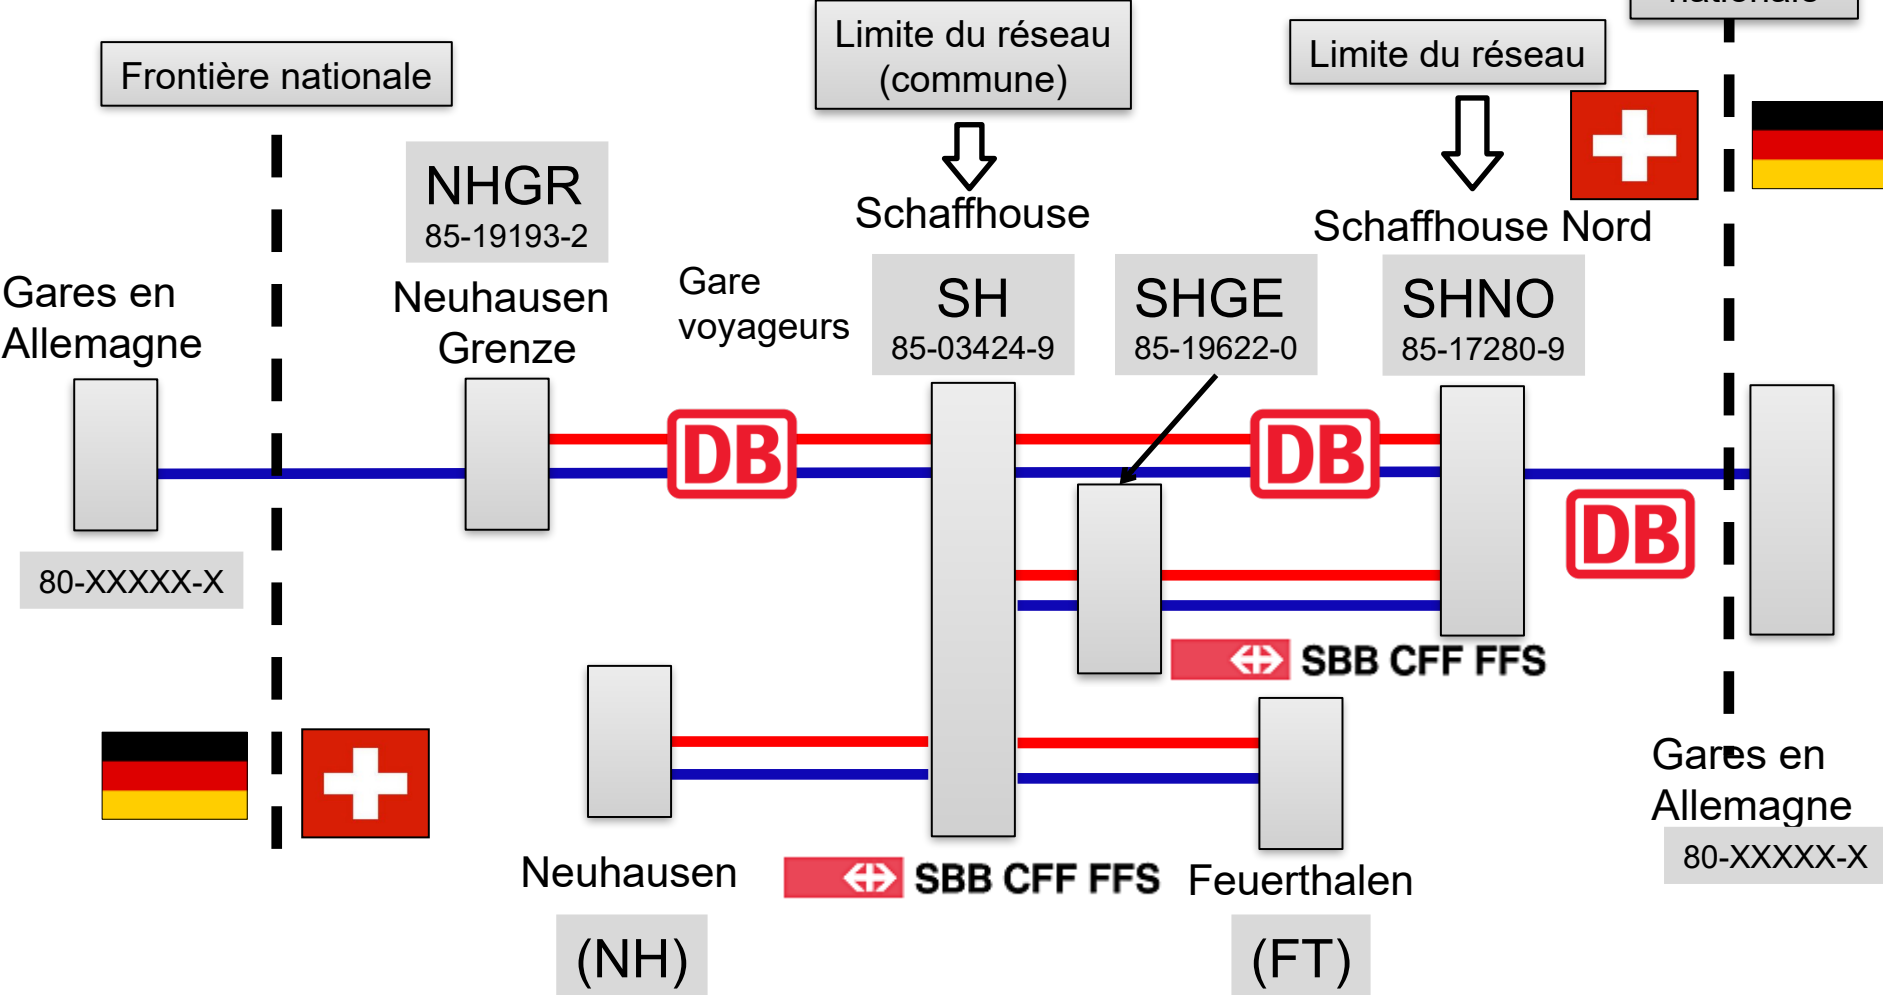 nationale
Limite du réseau
(commune)
Limite du réseau
Frontière nationale
NHGR
85-19193-2
Schaffhouse
Schaffhouse Nord
Gares en
Allemagne
Neuhausen
Grenze
Gare
voyageurs
SH
85-03424-9
SHGE
85-19622-0
SHNO
85-17280-9
DB
DB
DB
80-XXXXX-X
SBB CFF FFS
Gares en
Allemagne
80-XXXXX-X
Neuhausen
SBB CFF FFS
Feuerthalen
(NH)
(FT)